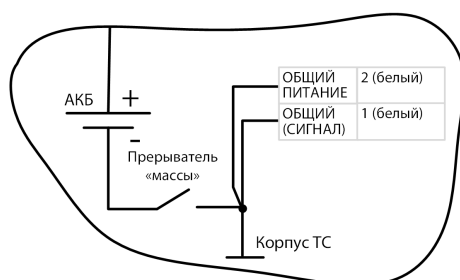 ОБЩИЙ ПИТАНИЕ 2 (белый)
ОБЩИЙ (СИГНАЛ) 1 (белый)
АКБ +
-
Прерыватель
«массы»
Корпус ТС